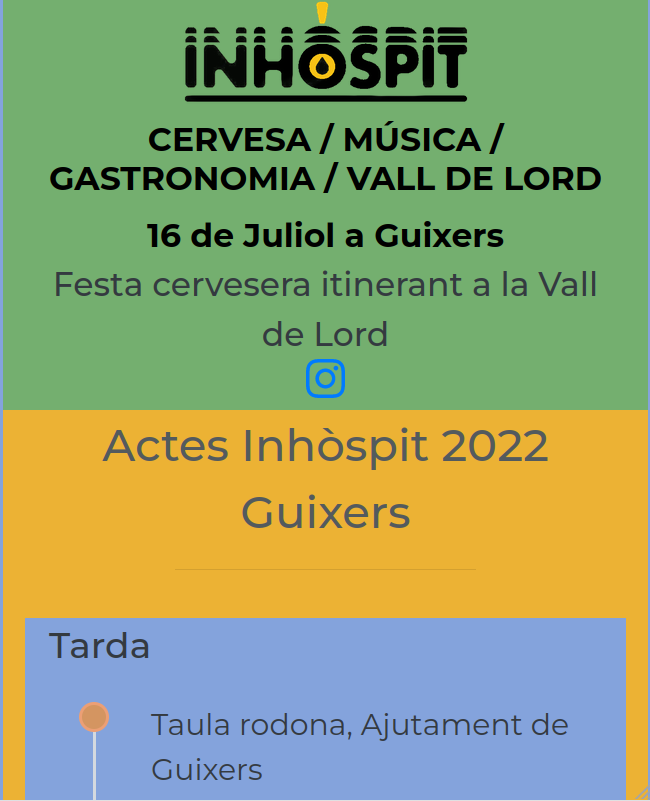 INHÒSPIT
CERVESA / MÚSICA /
GASTRONOMIA / VALL DE LORD
16 de Juliol a Guixers
Festa cervesera itinerant a la Vall
de Lord
Actes Inhòspit 2022
Guixers
Tarda
Taula rodona, Ajutament de
Guixers